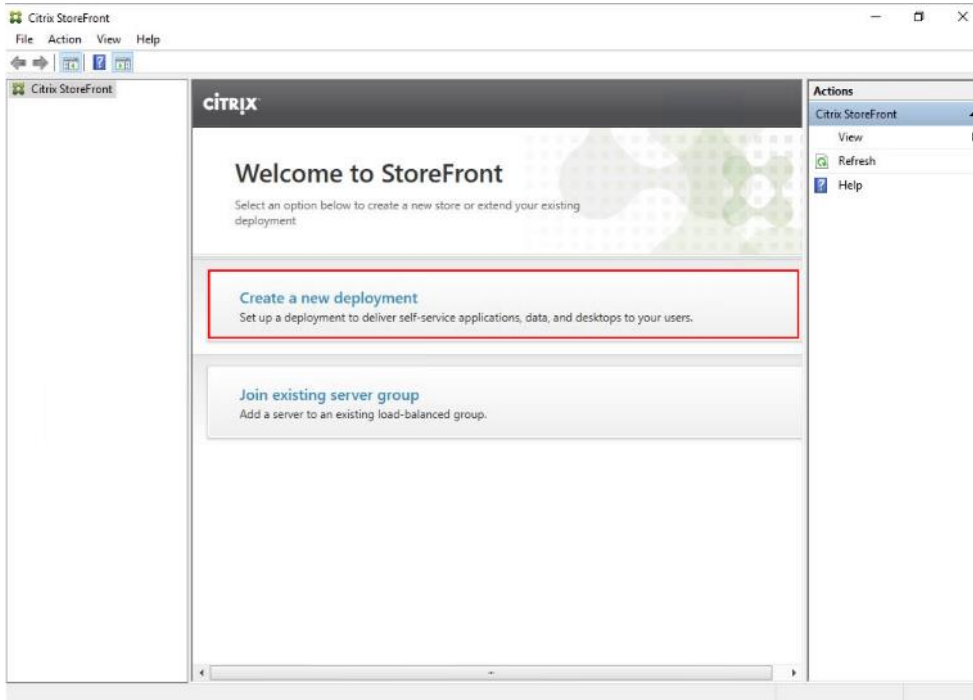 Citrix StoreFront
File Action View Help
Citrix StoreFront
CİTRIX
Welcome to StoreFront
Select an option below to create a new store or extend your existing
deployment
Create a new deployment
Set up a deployment to deliver self-service applications, data, and desktops to your users.
Join existing server group
Add a server to an existing load-balanced group.
Actions
Citrix StoreFront
View
Refresh
Help